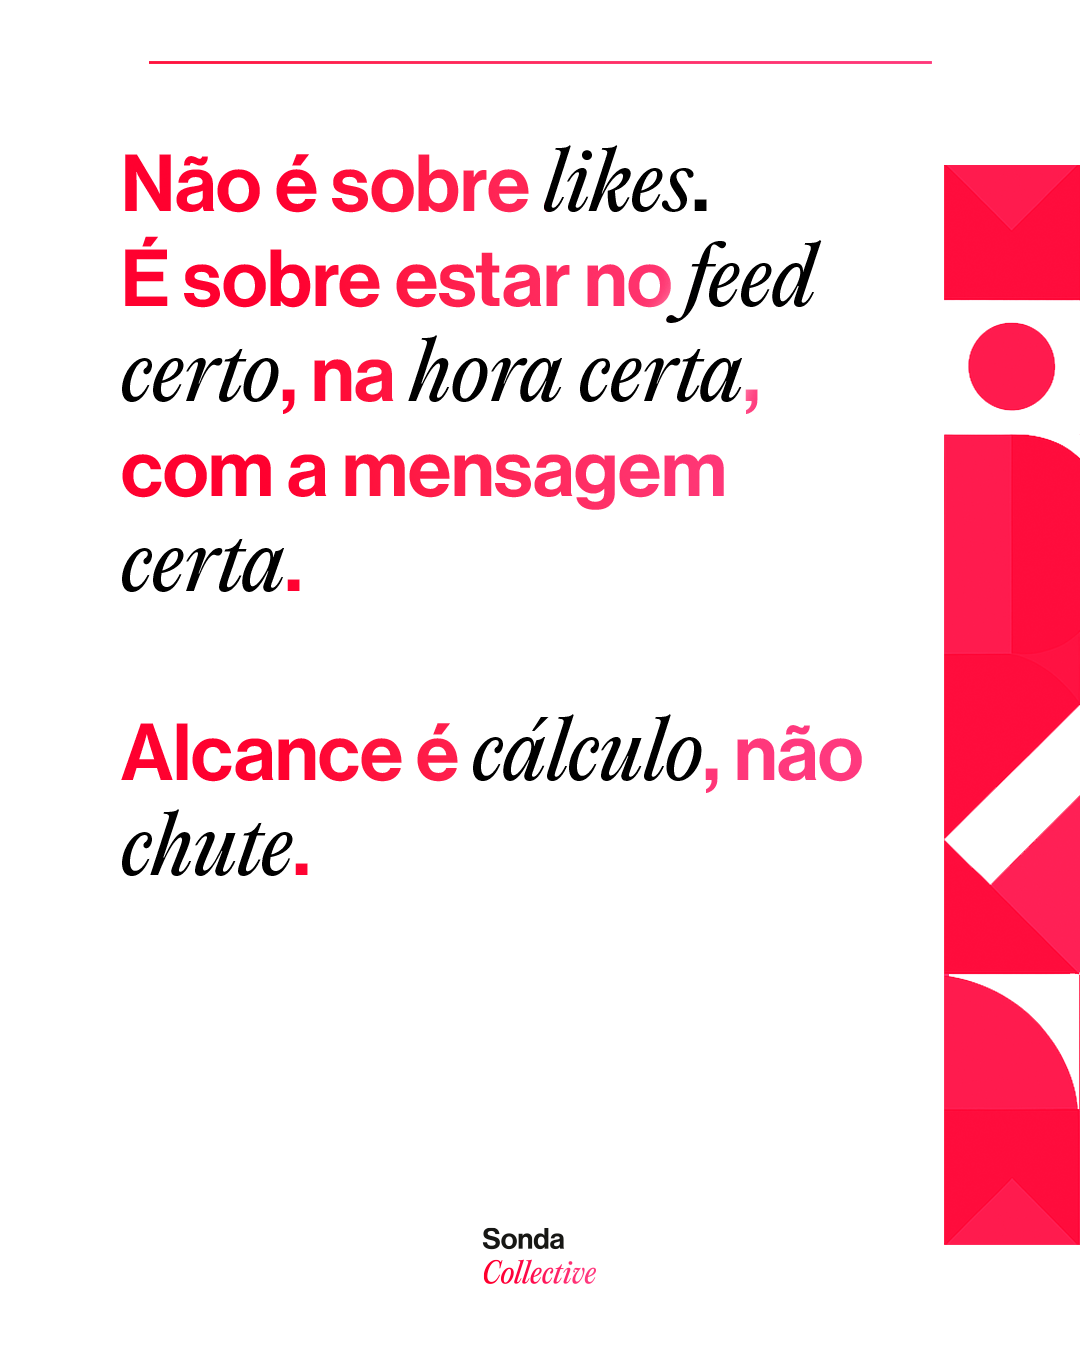 Não é sobre likes.
É sobre estar no feed
certo, na hora certa,
com a mensagem
certa.
Alcance é cálculo, não
chute.
Sonda
Collective